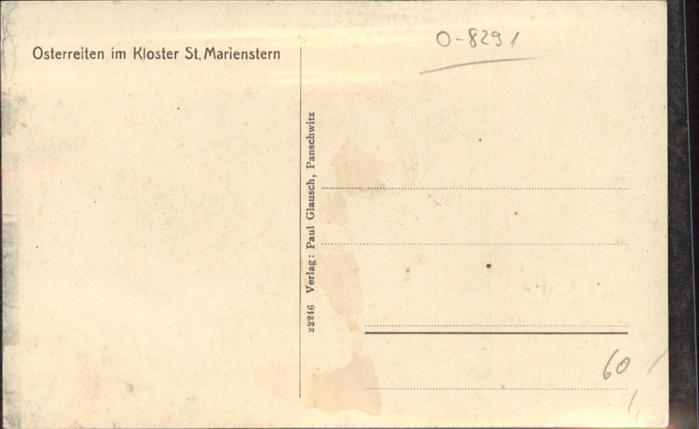 Osterreiten im Kloster St. Marienstern
O-8291
22246 Verlag: Paul Glausch, Panschwitz
60